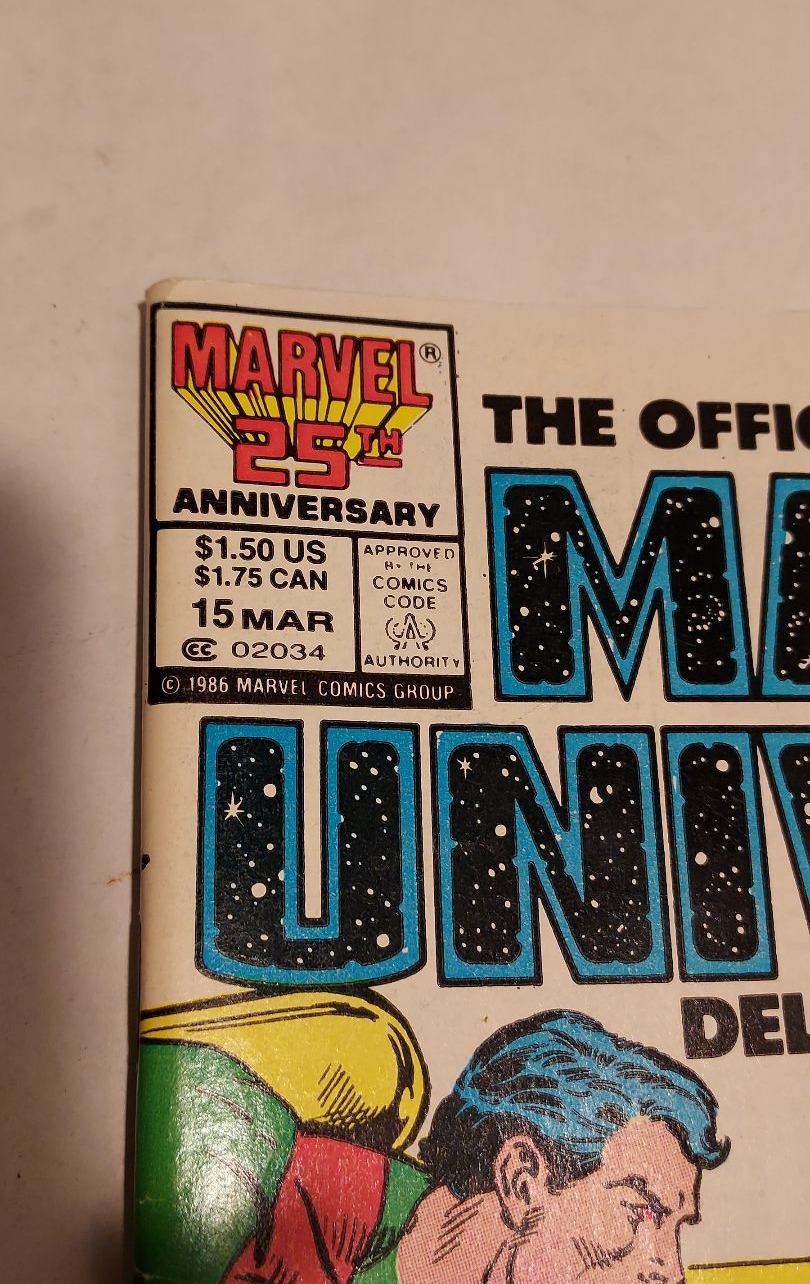 MARVEL®
25TH
ANNIVERSARY
$1.50 US
$1.75 CAN
15 MAR
CC 02034
APPROVED
BY THE
COMICS
CODE
CA
AUTHORITY
© 1986 MARVEL COMICS GROUP
THE OFFIC
MA
UNIV
DEL